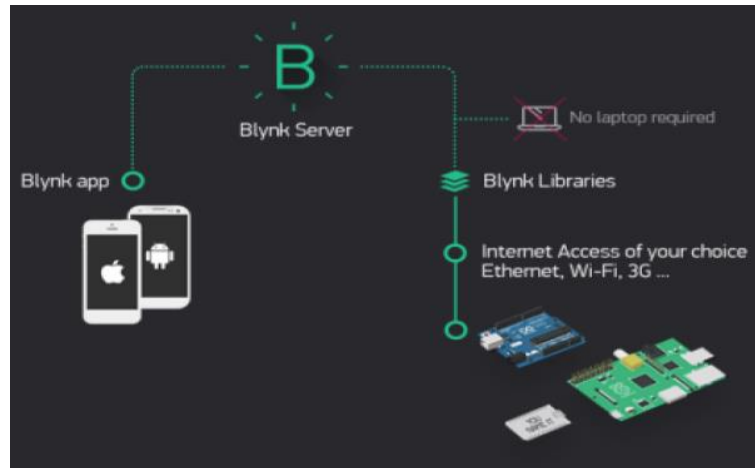 B
Blynk Server
No laptop required
Blynk app
Blynk Libraries
Internet Access of your choice
Ethernet, Wi-Fi, 3G ...